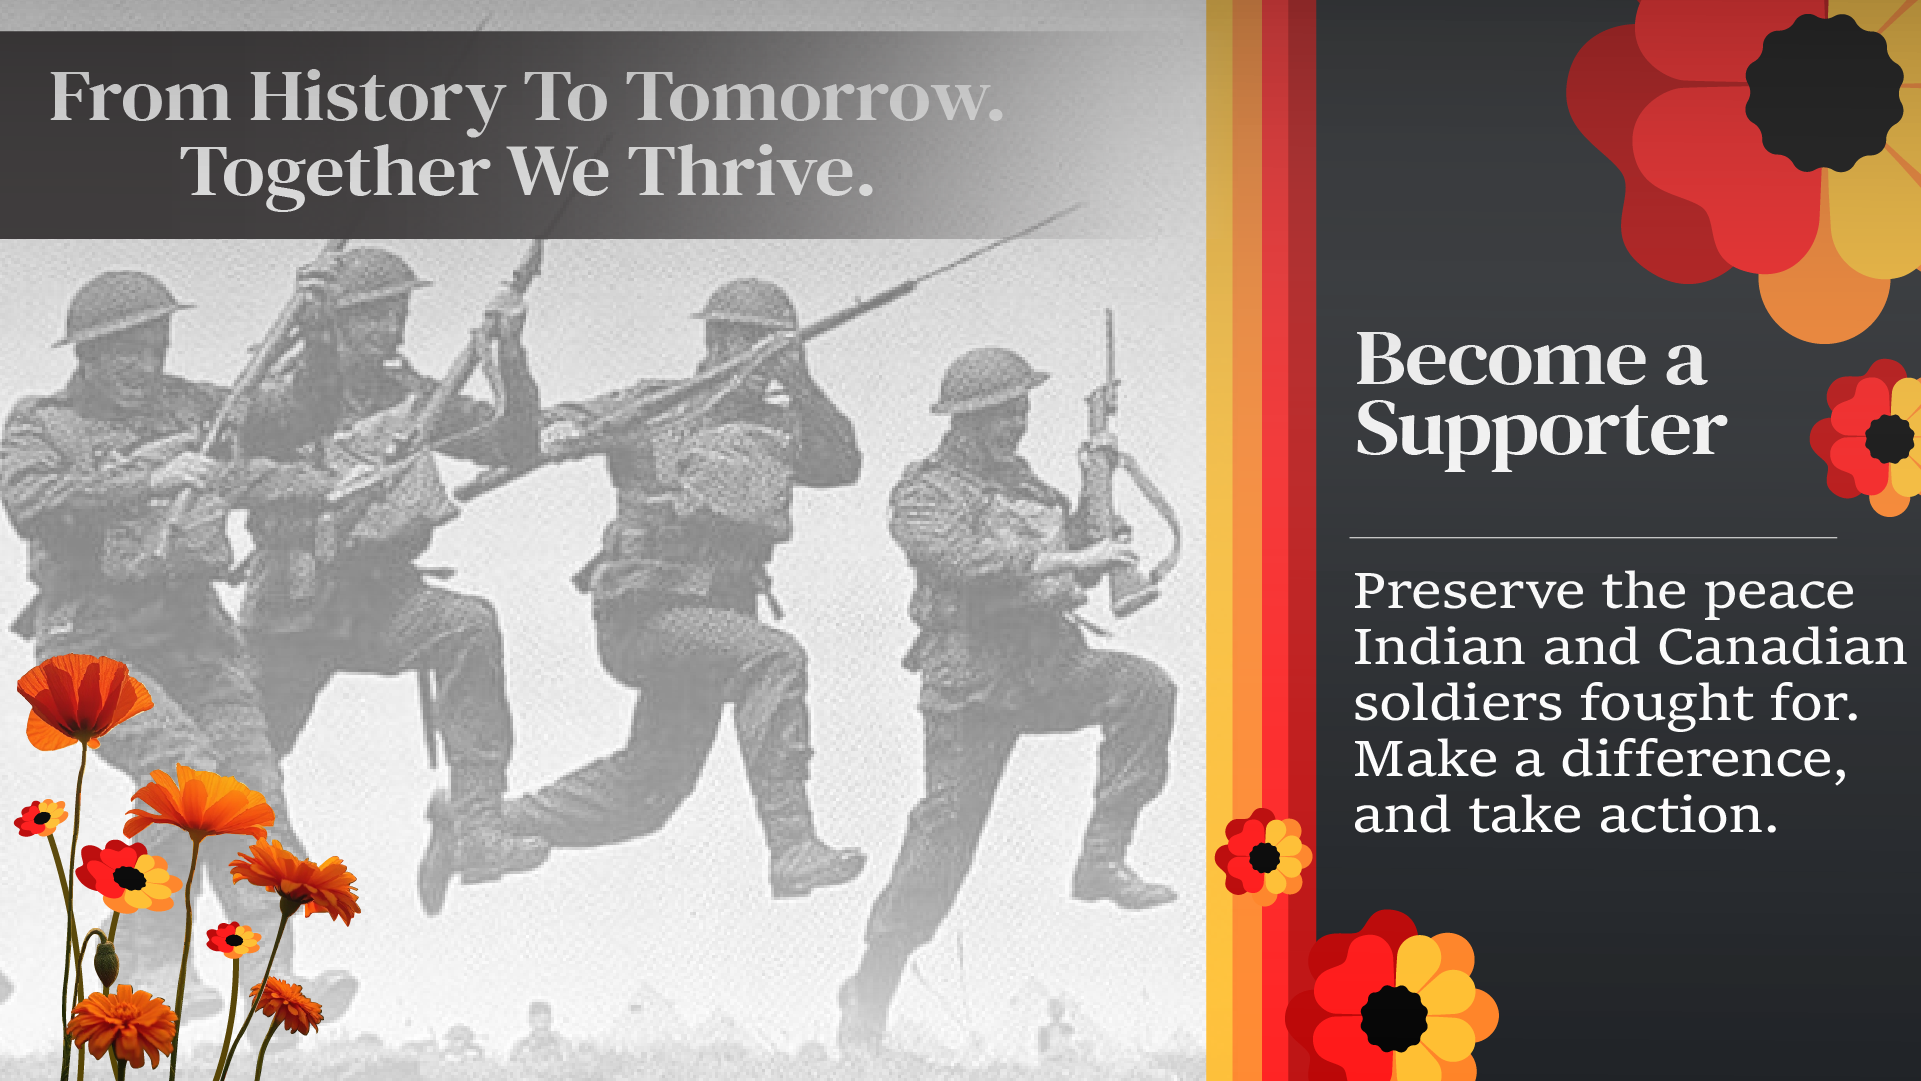 From History To Tomorrow.
Together We Thrive.
Become a
Supporter
Preserve the peace
Indian and Canadian
soldiers fought for.
Make a difference,
and take action.